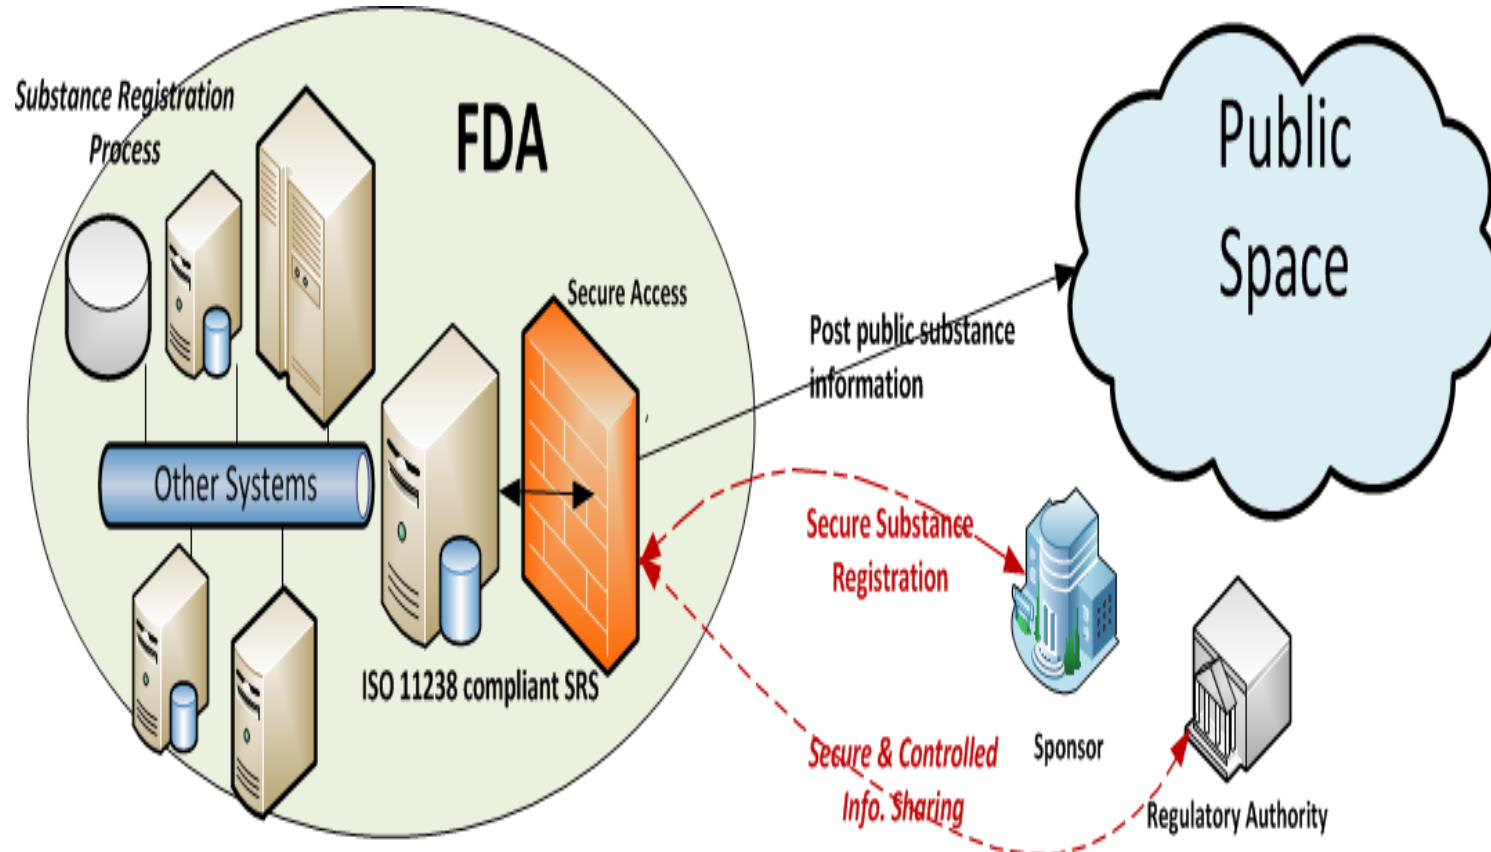 Substance Registration
Process
FDA
Secure Access
Other Systems
ISO 11238 compliant SRS
Public
Space
Post public substance
information
Secure Substance
Registration
Sponsor
Secure & Controlled
Info. Sharing
Regulatory Authority